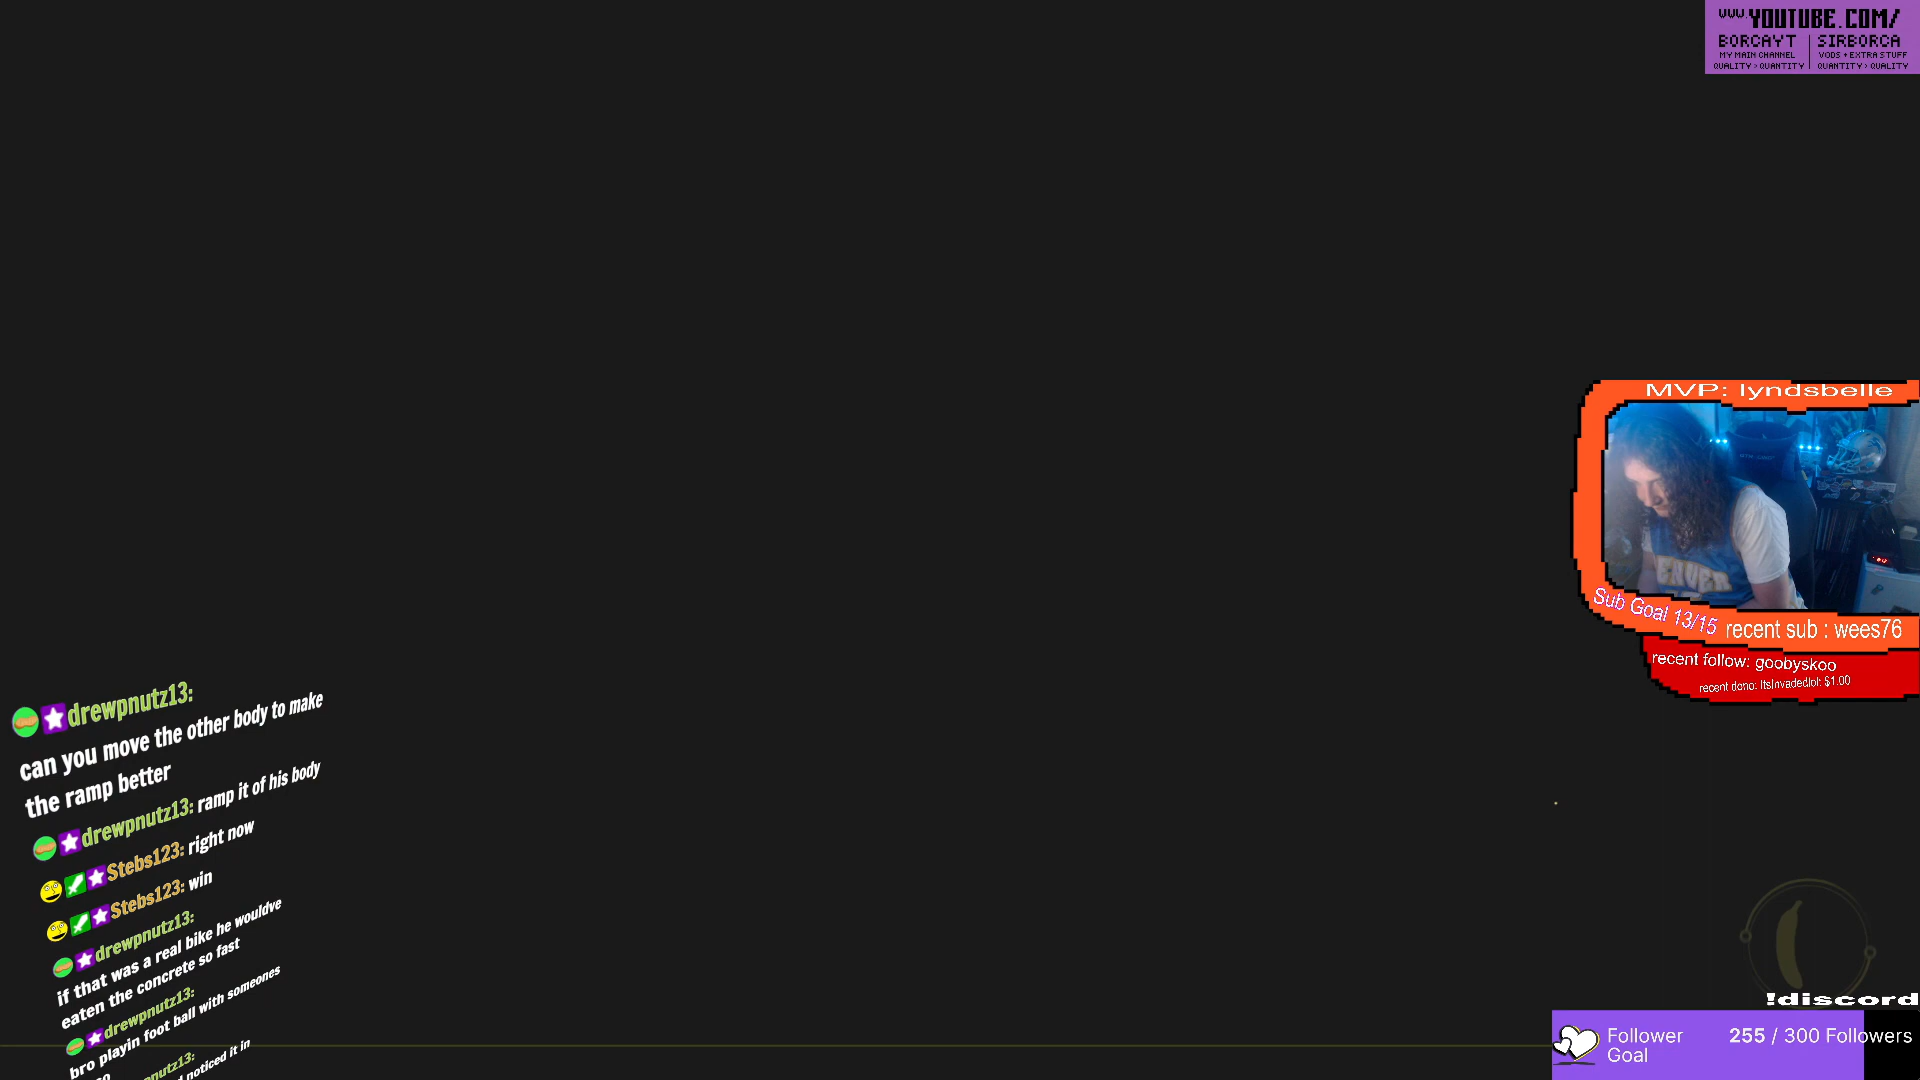 www.YOUTUBE.COM/
BORCAYT SIRBORCA
MY MAIN CHANNEL VODS + EXTRA STUFF
QUALITY > QUANTITY QUANTITY > QUALITY
MVP: lyndsbelle
Sub Goal 13/15 recent sub : wees76
recent follow: goobyskoo
recent dono: ItsInvadedlol: $1.00
drewpnutz13:
can you move the other body to make
the ramp better
drewpnutz13: ramp it of his body
Stebs123: right now
Stebs123: win
drewpnutz13:
if that was a real bike he wouldve
eaten the concrete so fast
drewpnutz13:
bro playin foot ball with someones
noticed it in
!discord
Follower
Goal
255 / 300 Followers